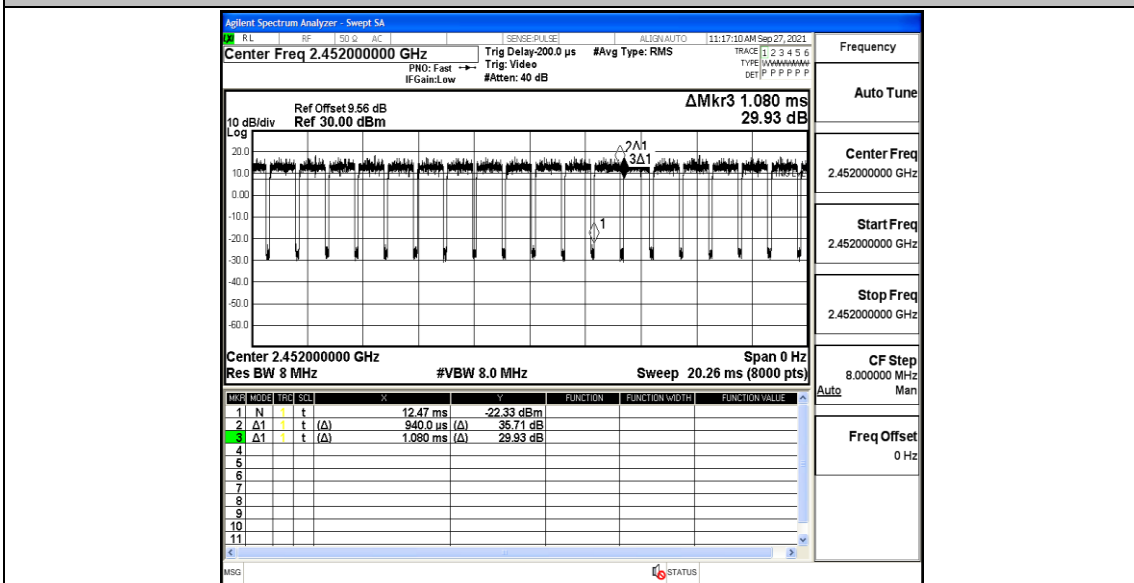 Agilent Spectrum Analyzer - Swept SA
RL RF 50 Ω AC SENSE:PULSE ALIGNAUTO 11:17:10 AM Sep 27, 2021
Center Freq 2.452000000 GHz
PNO: Fast
IFGain:Low
Trig Delay-200.0 µs
Trig: Video
#Atten: 40 dB
#Avg Type: RMS
TRACE 1 2 3 4 5 6
TYPE WWWWWWWW
DET P P P P P P
ΔMkr3 1.080 ms
29.93 dB
Ref Offset 9.56 dB
10 dB/div Ref 30.00 dBm
Log
20.0
10.0
0.00
-10.0
-20.0
-30.0
-40.0
-50.0
-60.0
2Δ1
3Δ1
1
Center 2.452000000 GHz Span 0 Hz
Res BW 8 MHz #VBW 8.0 MHz Sweep 20.26 ms (8000 pts)
MKR MODE TRC SCL X Y FUNCTION FUNCTION WIDTH FUNCTION VALUE
1 N 1 t 12.47 ms -22.33 dBm
2 Δ1 1 t (Δ) 940.0 µs (Δ) 35.71 dB
3 Δ1 1 t (Δ) 1.080 ms (Δ) 29.93 dB
4
5
6
7
8
9
10
11
MSG STATUS
Frequency
Auto Tune
Center Freq
2.452000000 GHz
Start Freq
2.452000000 GHz
Stop Freq
2.452000000 GHz
CF Step
8.000000 MHz
Auto Man
Freq Offset
0 Hz